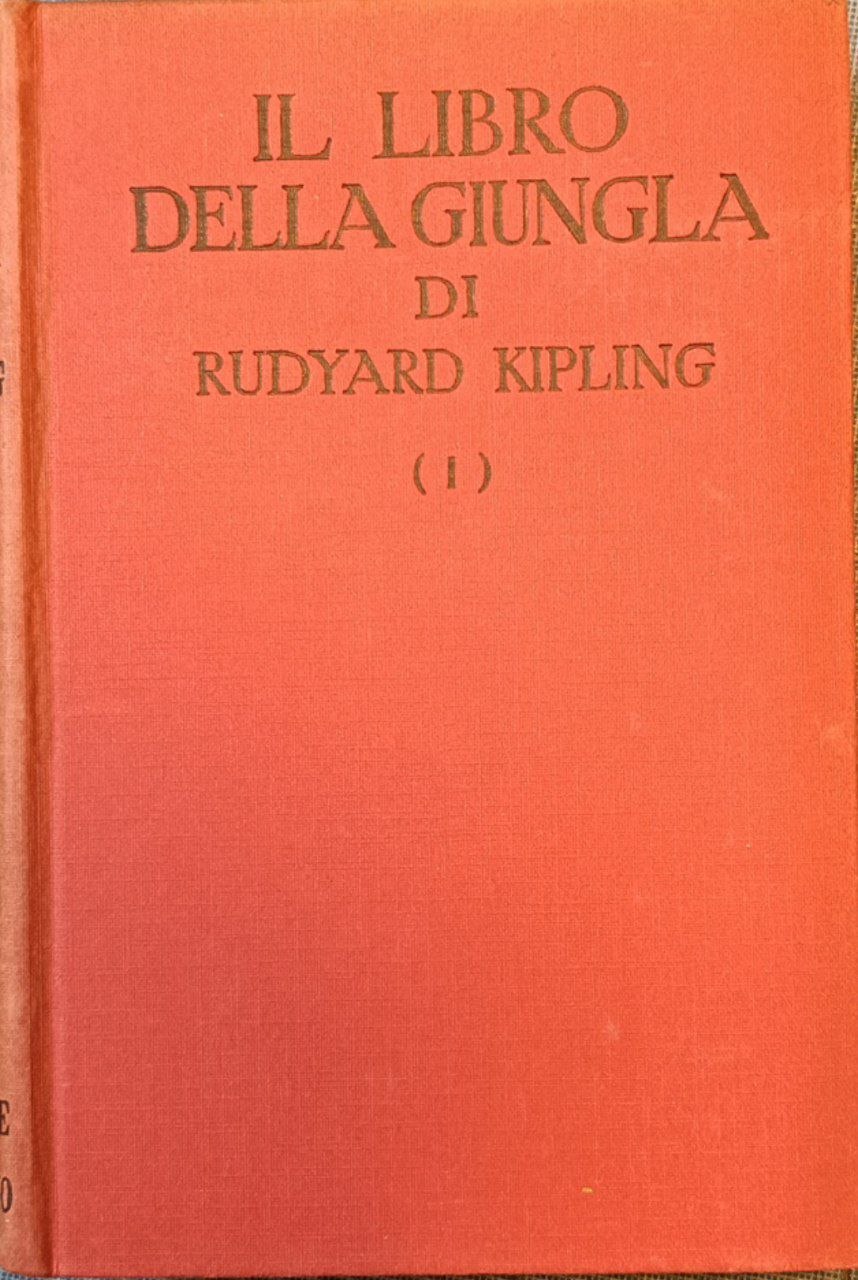 IL LIBRO
DELLA GIUNGLA
DI
RUDYARD KIPLING
( I )